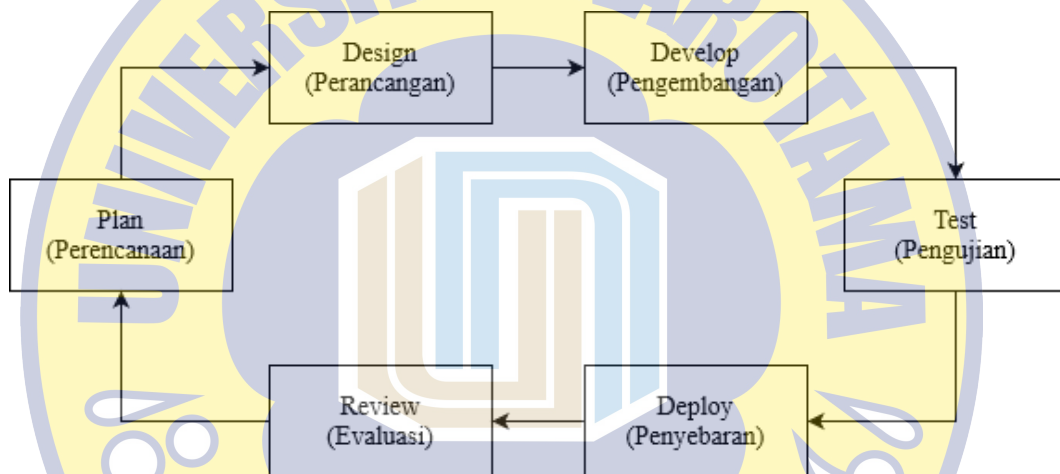 Design
(Perancangan)
Develop
(Pengembangan)
Plan
(Perencanaan)
Test
(Pengujian)
Review
(Evaluasi)
Deploy
(Penyebaran)